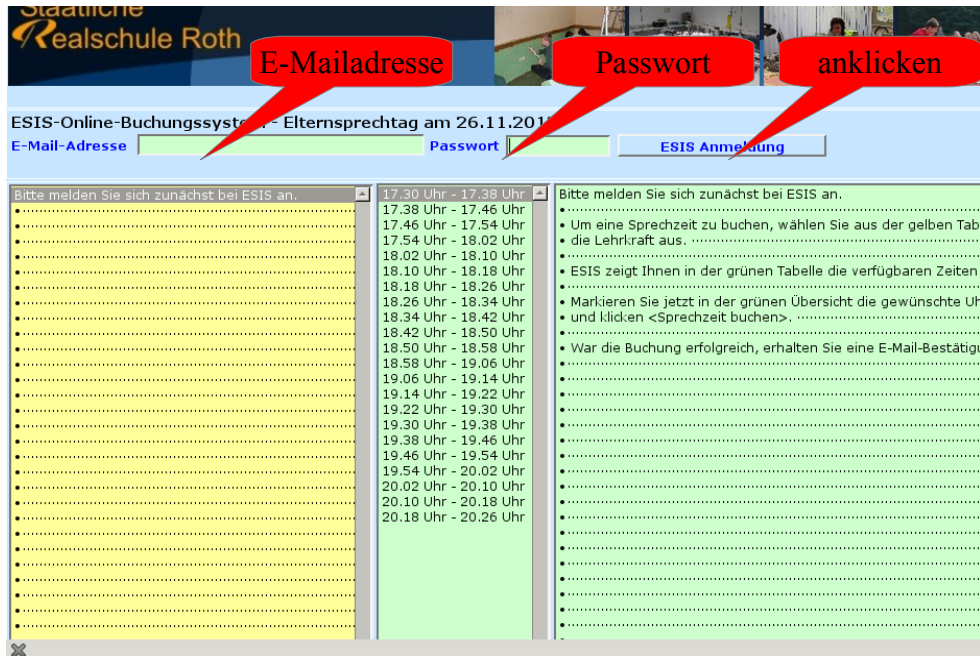 Staatliche
Realschule Roth
E-Mailadresse
Passwort
anklicken
ESIS-Online-Buchungssystem - Elternsprechtag am 26.11.201
E-Mail-Adresse
Passwort
ESIS Anmeldung
Bitte melden Sie sich zunächst bei ESIS an.
17.30 Uhr - 17.38 Uhr
17.38 Uhr - 17.46 Uhr
17.46 Uhr - 17.54 Uhr
17.54 Uhr - 18.02 Uhr
18.02 Uhr - 18.10 Uhr
18.10 Uhr - 18.18 Uhr
18.18 Uhr - 18.26 Uhr
18.26 Uhr - 18.34 Uhr
18.34 Uhr - 18.42 Uhr
18.42 Uhr - 18.50 Uhr
18.50 Uhr - 18.58 Uhr
18.58 Uhr - 19.06 Uhr
19.06 Uhr - 19.14 Uhr
19.14 Uhr - 19.22 Uhr
19.22 Uhr - 19.30 Uhr
19.30 Uhr - 19.38 Uhr
19.38 Uhr - 19.46 Uhr
19.46 Uhr - 19.54 Uhr
19.54 Uhr - 20.02 Uhr
20.02 Uhr - 20.10 Uhr
20.10 Uhr - 20.18 Uhr
20.18 Uhr - 20.26 Uhr
Bitte melden Sie sich zunächst bei ESIS an.
• Um eine Sprechzeit zu buchen, wählen Sie aus der gelben Tab
• die Lehrkraft aus.
• ESIS zeigt Ihnen in der grünen Tabelle die verfügbaren Zeiten
• Markieren Sie jetzt in der grünen Übersicht die gewünschte Uh
• und klicken <Sprechzeit buchen>.
• War die Buchung erfolgreich, erhalten Sie eine E-Mail-Bestätigu